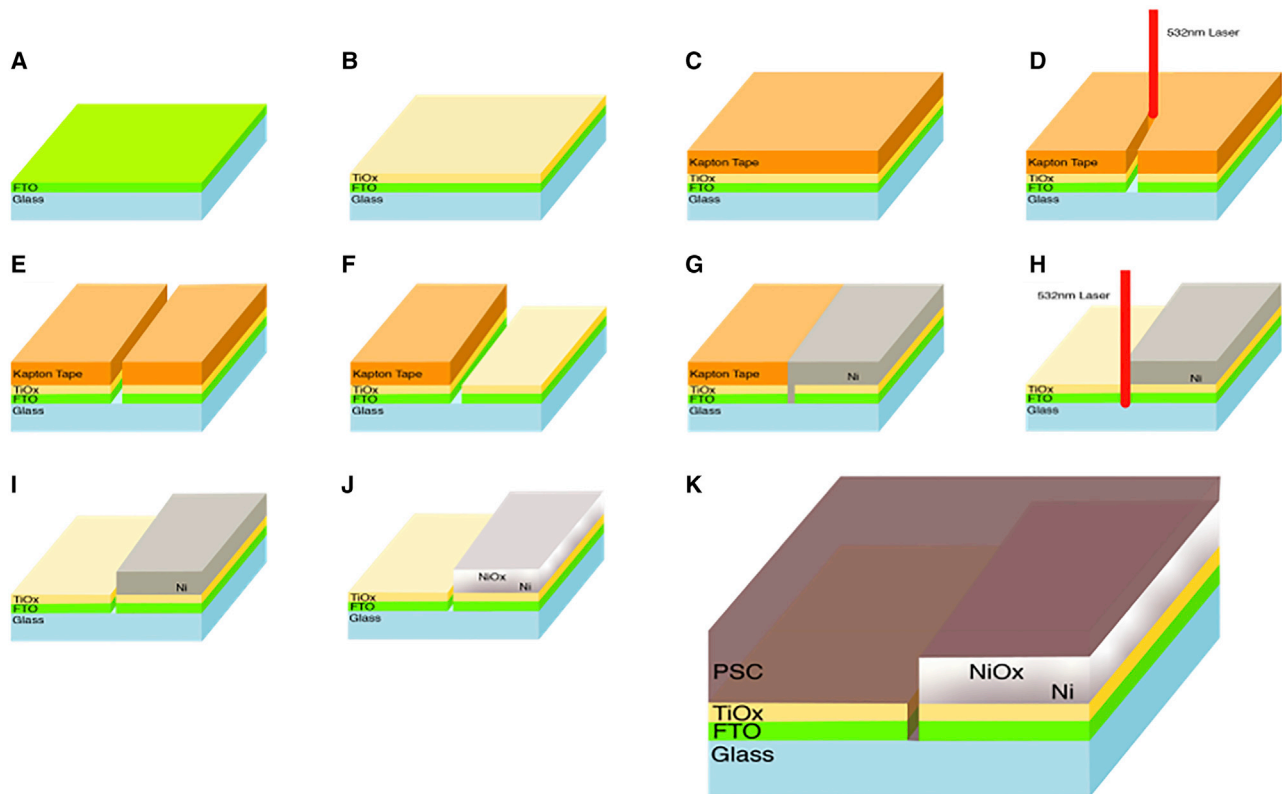 A
FTO
Glass
B
TiOx
FTO
Glass
C
Kapton Tape
TiOx
FTO
Glass
D
532nm Laser
Kapton Tape
TiOx
FTO
Glass
E
Kapton Tape
TiOx
FTO
Glass
F
Kapton Tape
TiOx
FTO
Glass
G
Kapton Tape
Ni
TiOx
FTO
Glass
H
532nm Laser
Ni
TiOx
FTO
Glass
I
Ni
TiOx
FTO
Glass
J
NiOx
Ni
TiOx
FTO
Glass
K
PSC
NiOx
Ni
TiOx
FTO
Glass